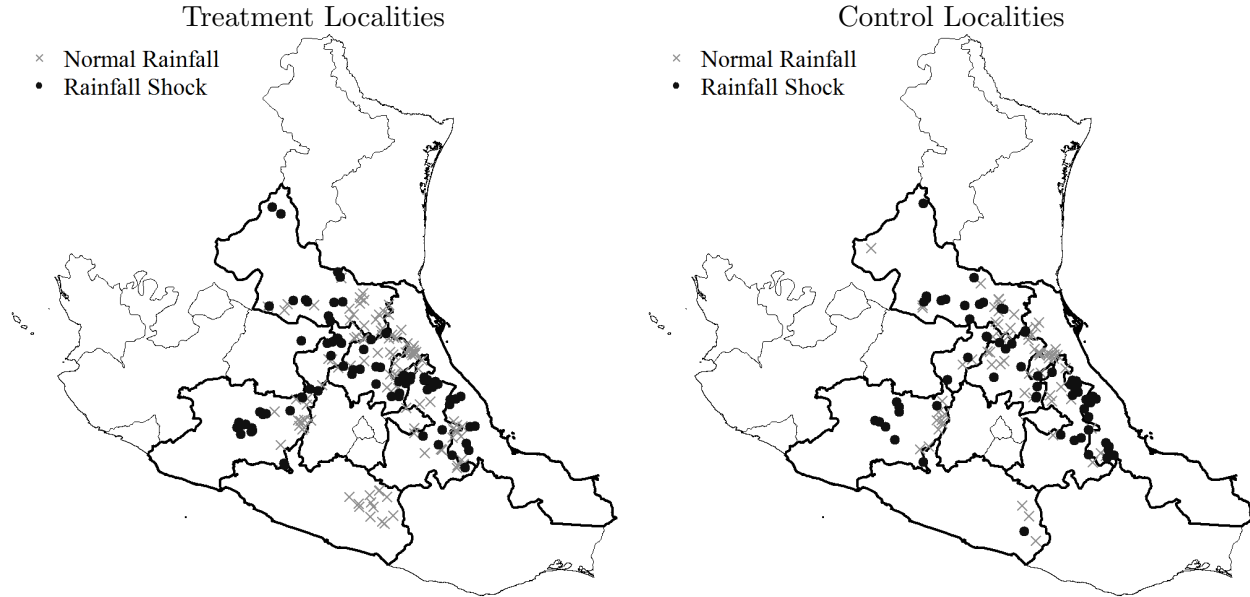 Treatment Localities
Normal Rainfall
Rainfall Shock
Control Localities
Normal Rainfall
Rainfall Shock